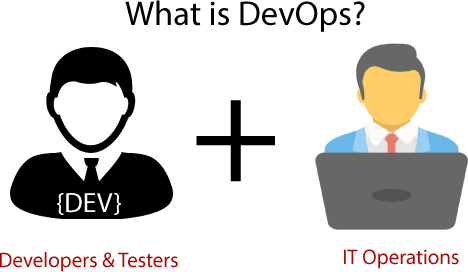 What is DevOps?
{DEV}
Developers & Testers
IT Operations